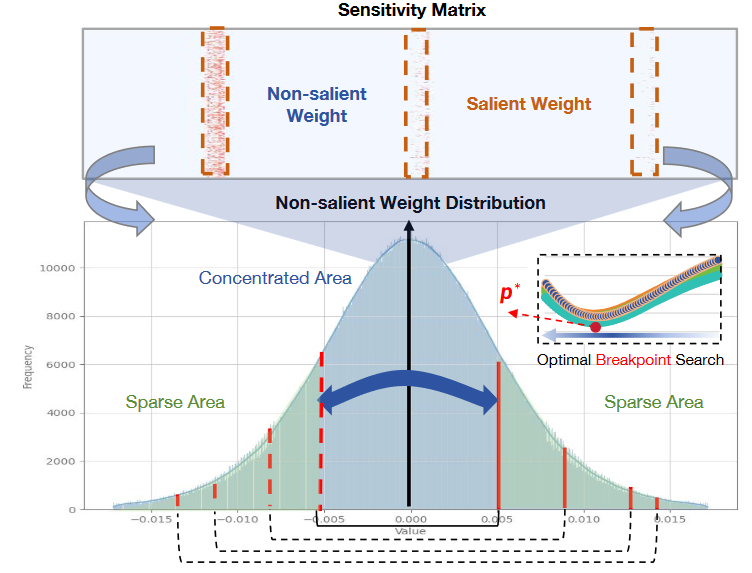 Sensitivity Matrix
Non-salient
Weight
Salient Weight
Non-salient Weight Distribution
Concentrated Area
p*
Optimal Breakpoint Search
Sparse Area
Sparse Area
Frequency
10000
8000
6000
4000
2000
0
−0.015
−0.010
−0.005
0.000
0.005
0.010
0.015
Value